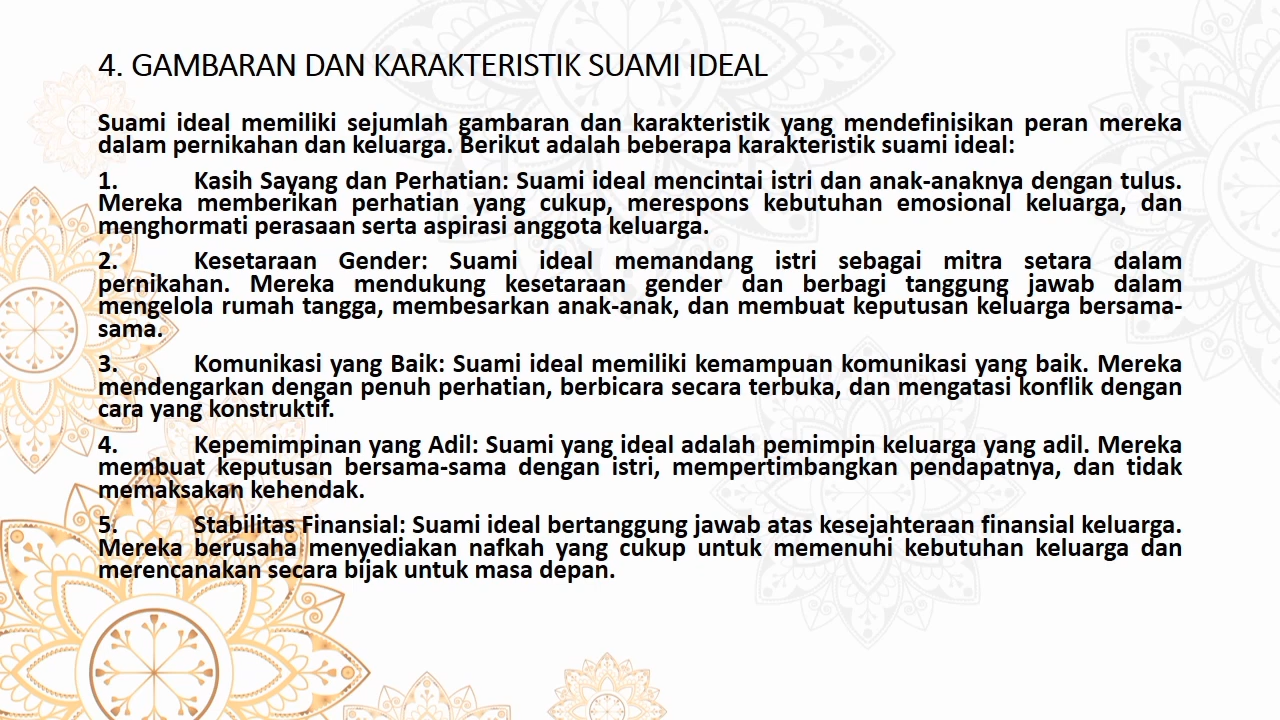 4. GAMBARAN DAN KARAKTERISTIK SUAMI IDEAL
Suami ideal memiliki sejumlah gambaran dan karakteristik yang mendefinisikan peran mereka
dalam pernikahan dan keluarga. Berikut adalah beberapa karakteristik suami ideal:
1. Kasih Sayang dan Perhatian: Suami ideal mencintai istri dan anak-anaknya dengan tulus.
Mereka memberikan perhatian yang cukup, merespons kebutuhan emosional keluarga, dan
menghormati perasaan serta aspirasi anggota keluarga.
2. Kesetaraan Gender: Suami ideal memandang istri sebagai mitra setara dalam
pernikahan. Mereka mendukung kesetaraan gender dan berbagi tanggung jawab dalam
mengelola rumah tangga, membesarkan anak-anak, dan membuat keputusan keluarga bersama-
sama.
3. Komunikasi yang Baik: Suami ideal memiliki kemampuan komunikasi yang baik. Mereka
mendengarkan dengan penuh perhatian, berbicara secara terbuka, dan mengatasi konflik dengan
cara yang konstruktif.
4. Kepemimpinan yang Adil: Suami yang ideal adalah pemimpin keluarga yang adil. Mereka
membuat keputusan bersama-sama dengan istri, mempertimbangkan pendapatnya, dan tidak
memaksakan kehendak.
5. Stabilitas Finansial: Suami ideal bertanggung jawab atas kesejahteraan finansial keluarga.
Mereka berusaha menyediakan nafkah yang cukup untuk memenuhi kebutuhan keluarga dan
merencanakan secara bijak untuk masa depan.